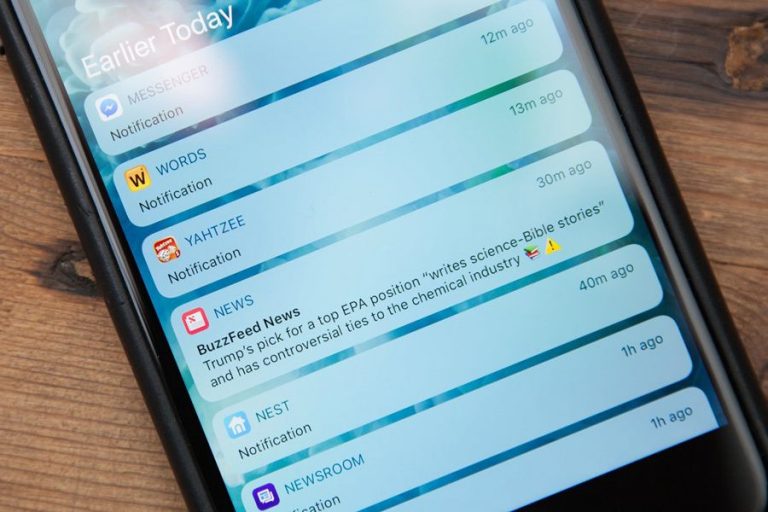 Earlier Today
MESSENGER
Notification
WORDS 12m ago
Notification
YAHTZEE 13m ago
Notification
NEWS 30m ago
BuzzFeed News
Trump's pick for a top EPA position “writes science-Bible stories”
and has controversial ties to the chemical industry 📚 ⚠️
NEST 40m ago
Notification
NEWSROOM 1h ago
Notification
1h ago